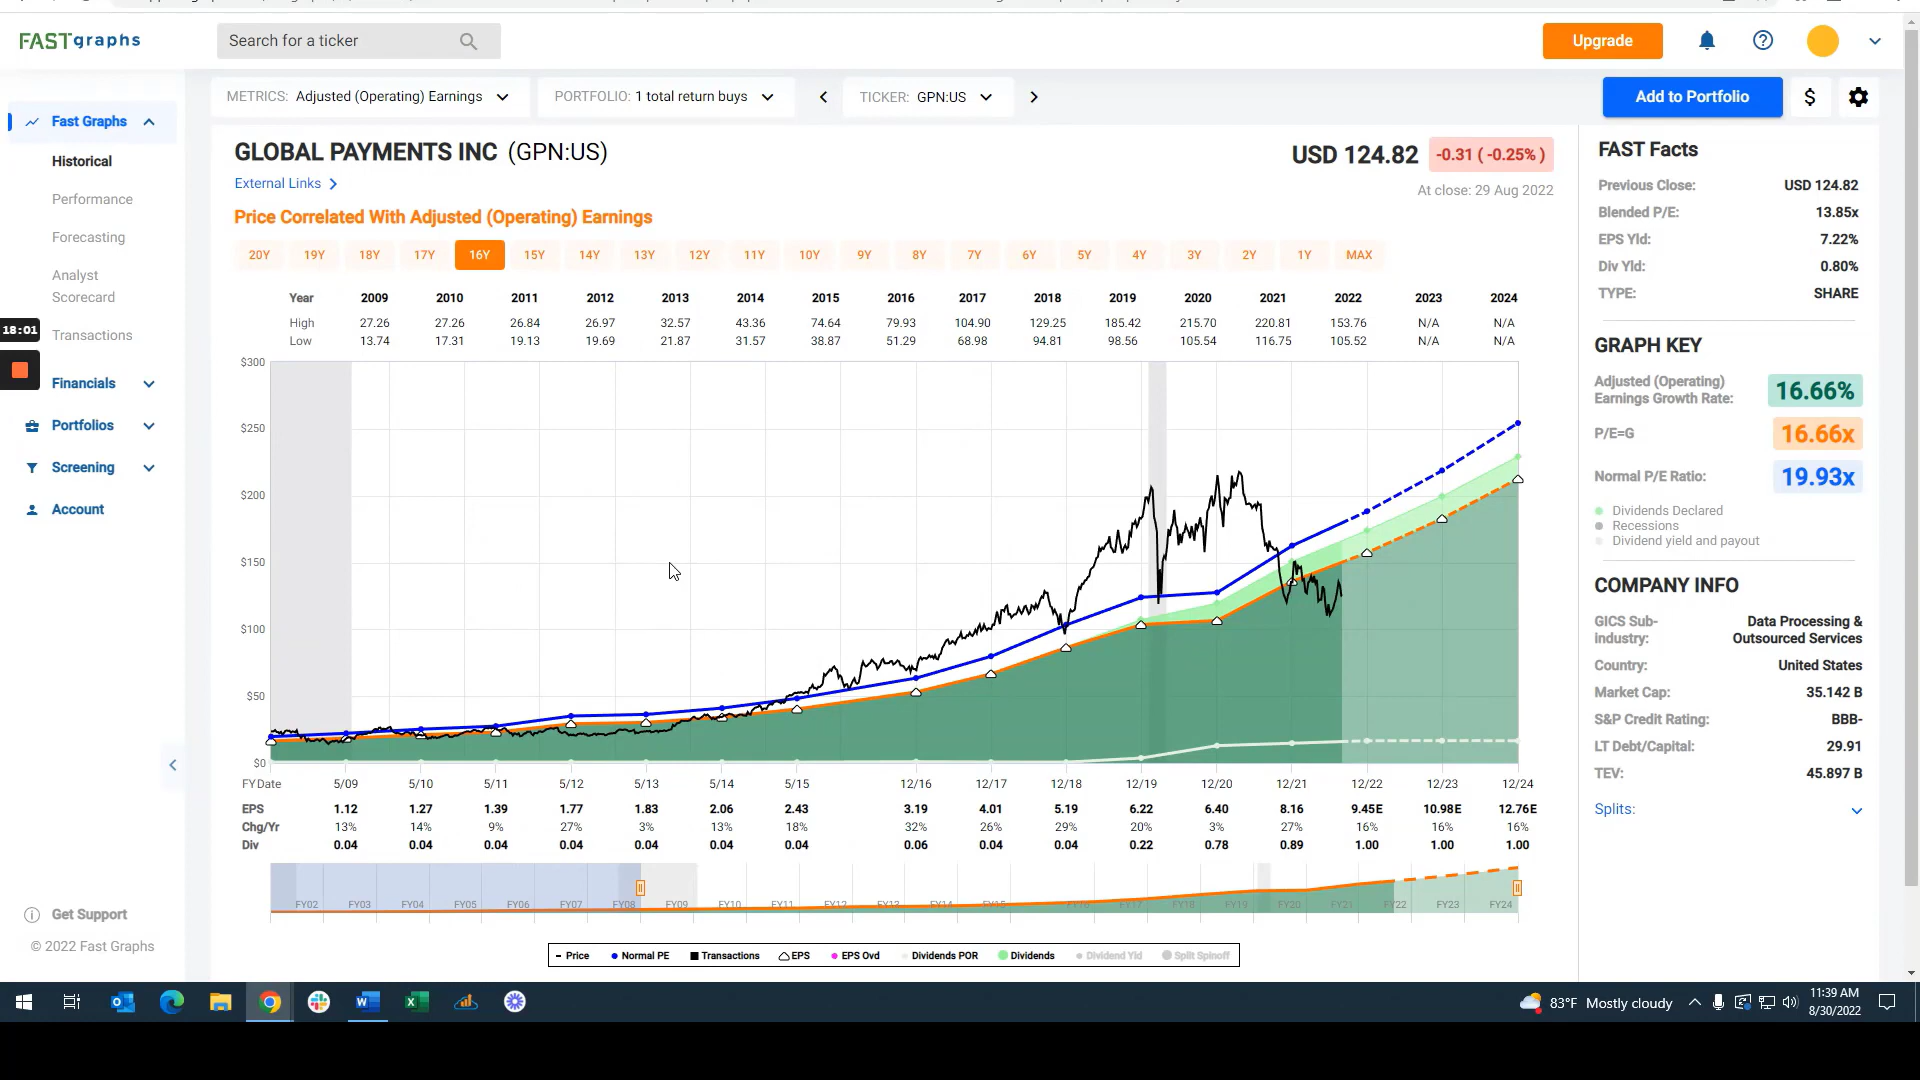 FASTgraphs
Search for a ticker
Upgrade
METRICS: Adjusted (Operating) Earnings
PORTFOLIO: 1 total return buys
TICKER: GPN:US
Add to Portfolio
$
Fast Graphs
Historical
Performance
Forecasting
Analyst
Scorecard
Transactions
18:01
Financials
Portfolios
Screening
Account
Get Support
© 2022 Fast Graphs
GLOBAL PAYMENTS INC (GPN:US)
USD 124.82 -0.31 ( -0.25% )
External Links
At close: 29 Aug 2022
Price Correlated With Adjusted (Operating) Earnings
20Y 19Y 18Y 17Y 16Y 15Y 14Y 13Y 12Y 11Y 10Y 9Y 8Y 7Y 6Y 5Y 4Y 3Y 2Y 1Y MAX
Year 2009 2010 2011 2012 2013 2014 2015 2016 2017 2018 2019 2020 2021 2022 2023 2024
High 27.26 27.26 26.84 26.97 32.57 43.36 74.64 79.93 104.90 129.25 185.42 215.70 220.81 153.76 N/A N/A
Low 13.74 17.31 19.13 19.69 21.87 31.57 38.87 51.29 68.98 94.81 98.56 105.54 116.75 105.52 N/A N/A
$300
$250
$200
$150
$100
$50
$0
FY Date 5/09 5/10 5/11 5/12 5/13 5/14 5/15 12/16 12/17 12/18 12/19 12/20 12/21 12/22 12/23 12/24
EPS 1.12 1.27 1.39 1.77 1.83 2.06 2.43 3.19 4.01 5.19 6.22 6.40 8.16 9.45E 10.98E 12.76E
Chg/Yr 13% 14% 9% 27% 3% 13% 18% 32% 26% 29% 20% 3% 27% 16% 16% 16%
Div 0.04 0.04 0.04 0.04 0.04 0.04 0.04 0.06 0.04 0.04 0.22 0.78 0.89 1.00 1.00 1.00
FY02 FY03 FY04 FY05 FY06 FY07 FY08 FY09 FY10 FY11 FY12 FY13 FY14 FY15 FY16 FY17 FY18 FY19 FY20 FY21 FY22 FY23 FY24
Price Normal PE Transactions EPS EPS Ovd Dividends POR Dividends Dividend Yld Split Spinoff
FAST Facts
Previous Close: USD 124.82
Blended P/E: 13.85x
EPS Yld: 7.22%
Div Yld: 0.80%
TYPE: SHARE
GRAPH KEY
Adjusted (Operating)
Earnings Growth Rate: 16.66%
P/E=G 16.66x
Normal P/E Ratio: 19.93x
Dividends Declared
Recessions
Dividend yield and payout
COMPANY INFO
GICS Sub- Data Processing &
industry: Outsourced Services
Country: United States
Market Cap: 35.142 B
S&P Credit Rating: BBB-
LT Debt/Capital: 29.91
TEV: 45.897 B
Splits:
83°F Mostly cloudy
11:39 AM
8/30/2022